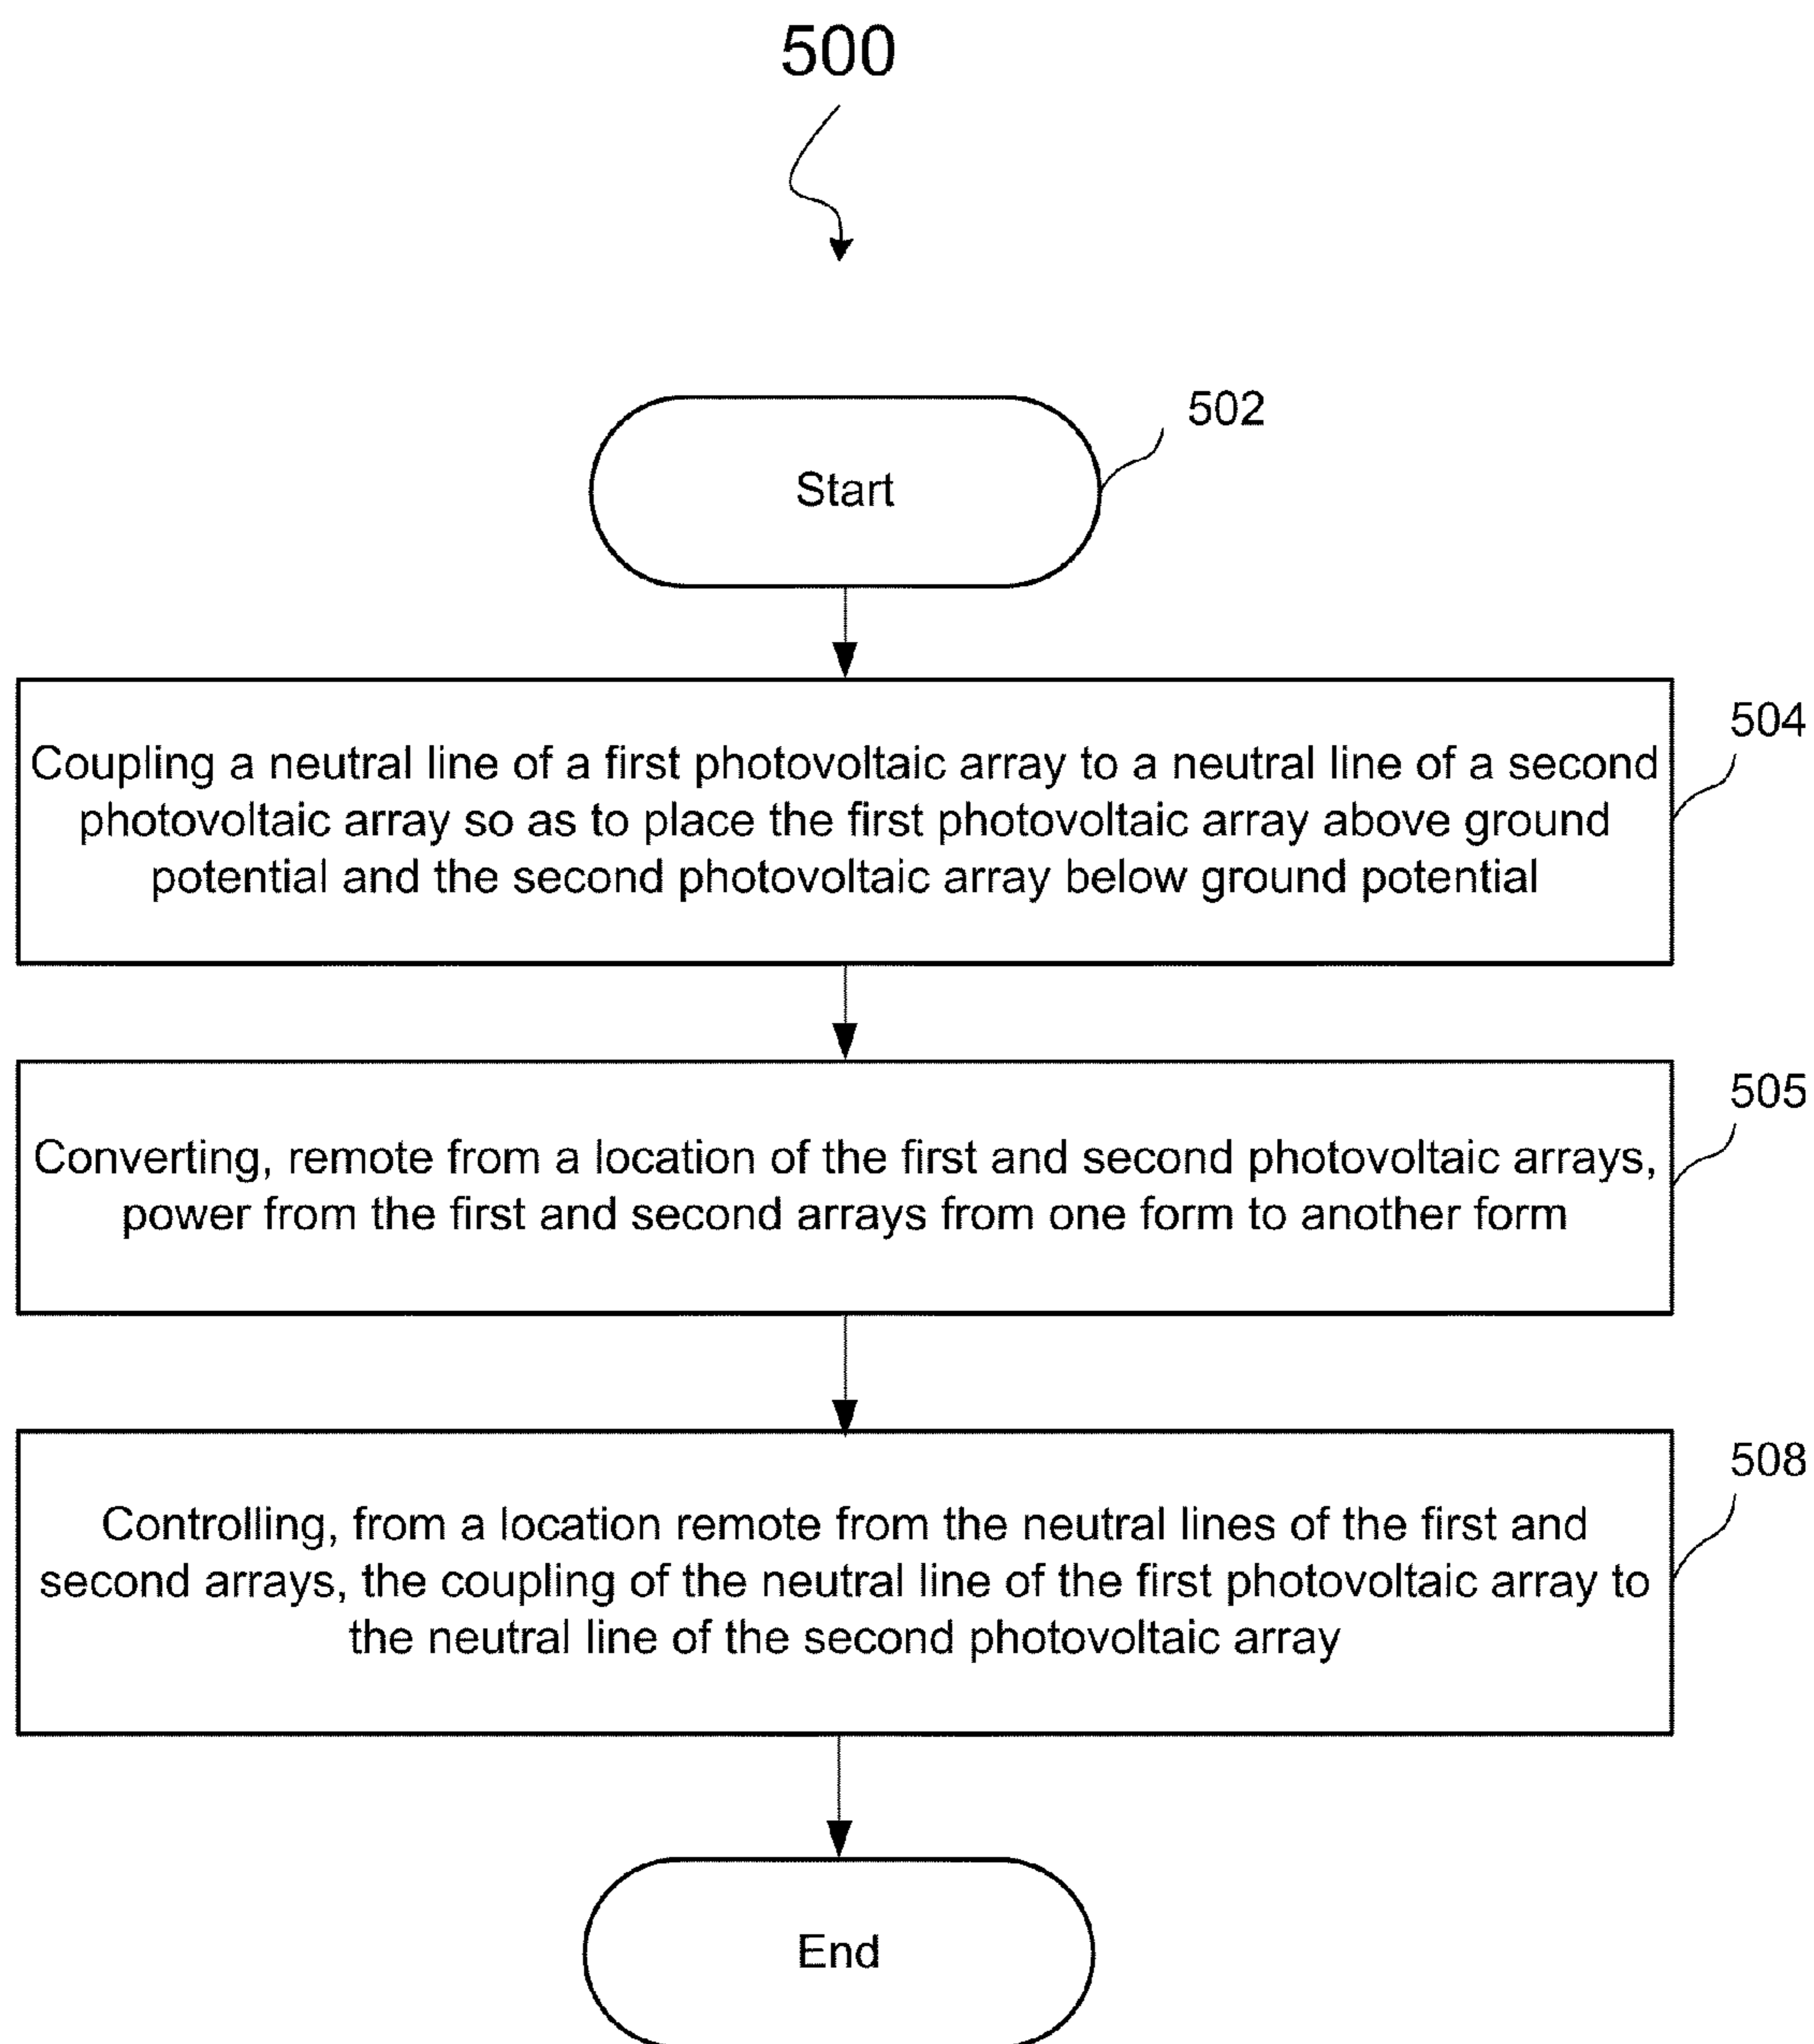 500
502
Start
504
Coupling a neutral line of a first photovoltaic array to a neutral line of a second
photovoltaic array so as to place the first photovoltaic array above ground
potential and the second photovoltaic array below ground potential
505
Converting, remote from a location of the first and second photovoltaic arrays,
power from the first and second arrays from one form to another form
508
Controlling, from a location remote from the neutral lines of the first and
second arrays, the coupling of the neutral line of the first photovoltaic array to
the neutral line of the second photovoltaic array
End